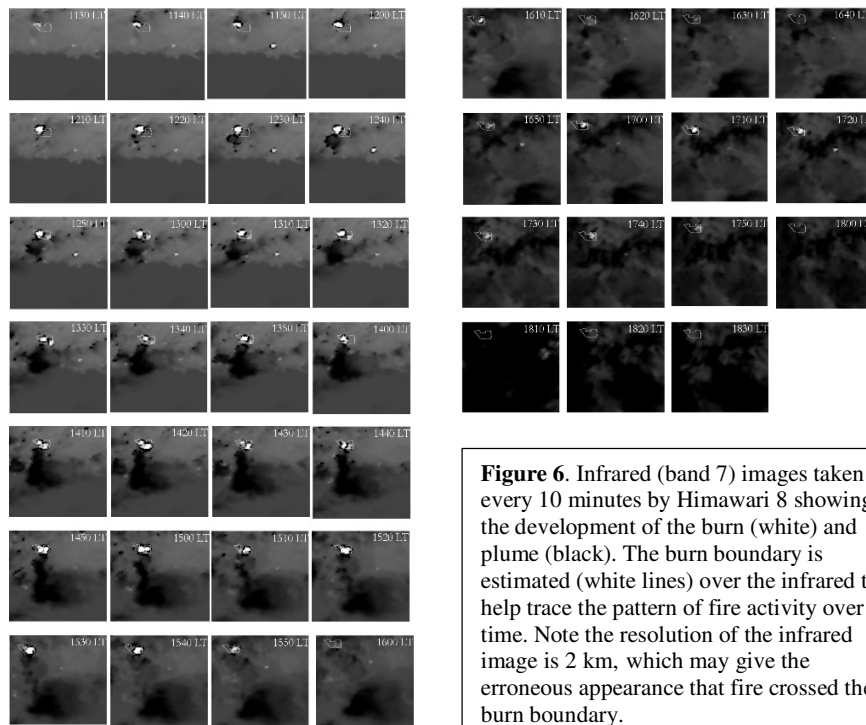 1130 LT 1140 LT 1150 LT 1200 LT
1210 LT 1220 LT 1230 LT 1240 LT
1250 LT 1300 LT 1310 LT 1320 LT
1330 LT 1340 LT 1350 LT 1400 LT
1410 LT 1420 LT 1430 LT 1440 LT
1450 LT 1500 LT 1510 LT 1520 LT
1530 LT 1540 LT 1550 LT 1600 LT
1610 LT 1620 LT 1630 LT 1640 L
1650 LT 1700 LT 1710 LT 1720 L
1730 LT 1740 LT 1750 LT 1800 L
1810 LT 1820 LT 1830 LT
Figure 6. Infrared (band 7) images taken
every 10 minutes by Himawari 8 showing
the development of the burn (white) and
plume (black). The burn boundary is
estimated (white lines) over the infrared t
help trace the pattern of fire activity over
time. Note the resolution of the infrared
image is 2 km, which may give the
erroneous appearance that fire crossed the
burn boundary.